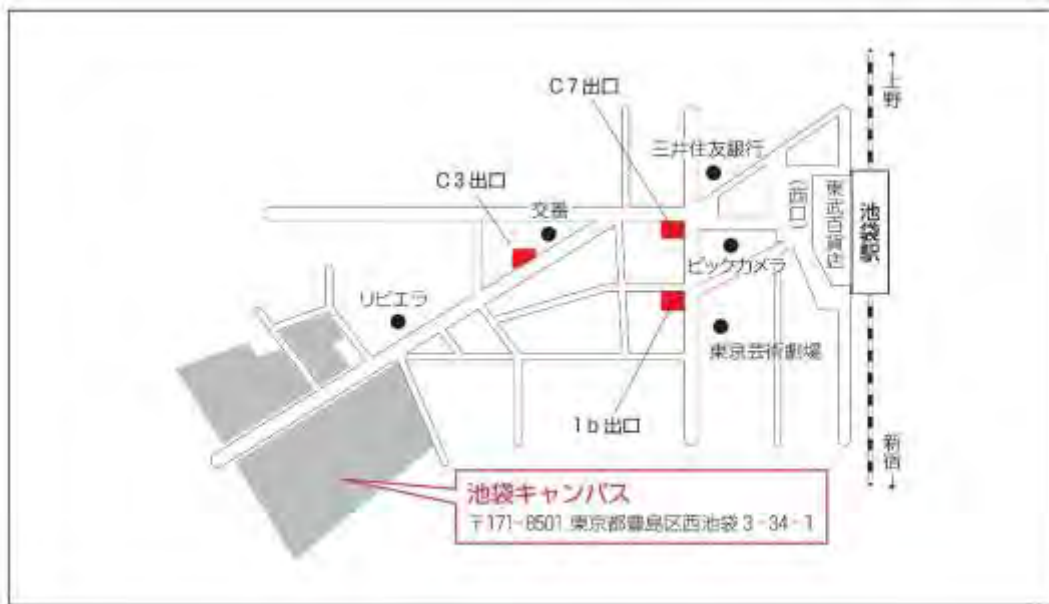 ↑上野
C7出口
三井住友銀行
C3出口
交番
(西口)
東武百貨店
池袋駅
ビックカメラ
リビエラ
東京芸術劇場
1b出口
新宿↓
池袋キャンパス
〒171-8501 東京都豊島区西池袋3-34-1